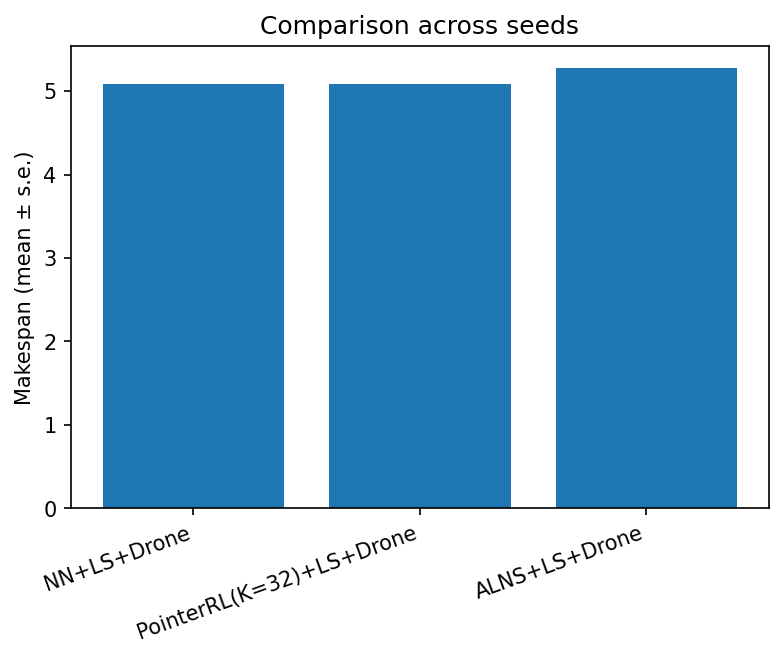 Comparison across seeds
Makespan (mean ± s.e.)
5
4
3
2
1
0
NN+LS+Drone
PointerRL(K=32)+LS+Drone
ALNS+LS+Drone